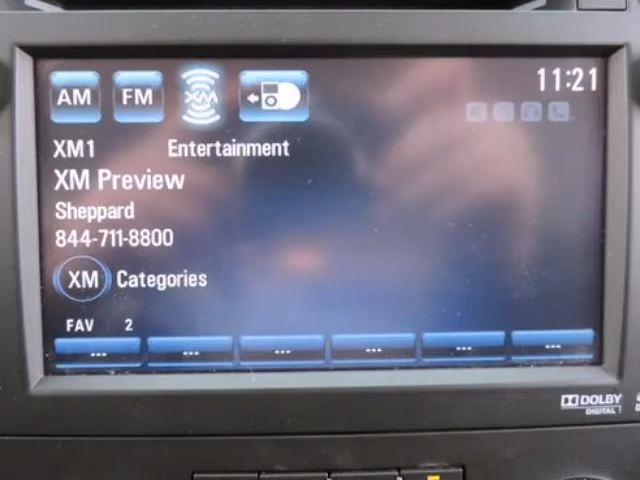 AM FM XM 11:21
XM1 Entertainment
XM Preview
Sheppard
844-711-8800
XM Categories
FAV 2
--- --- --- --- --- ---
DOLBY
DIGITAL